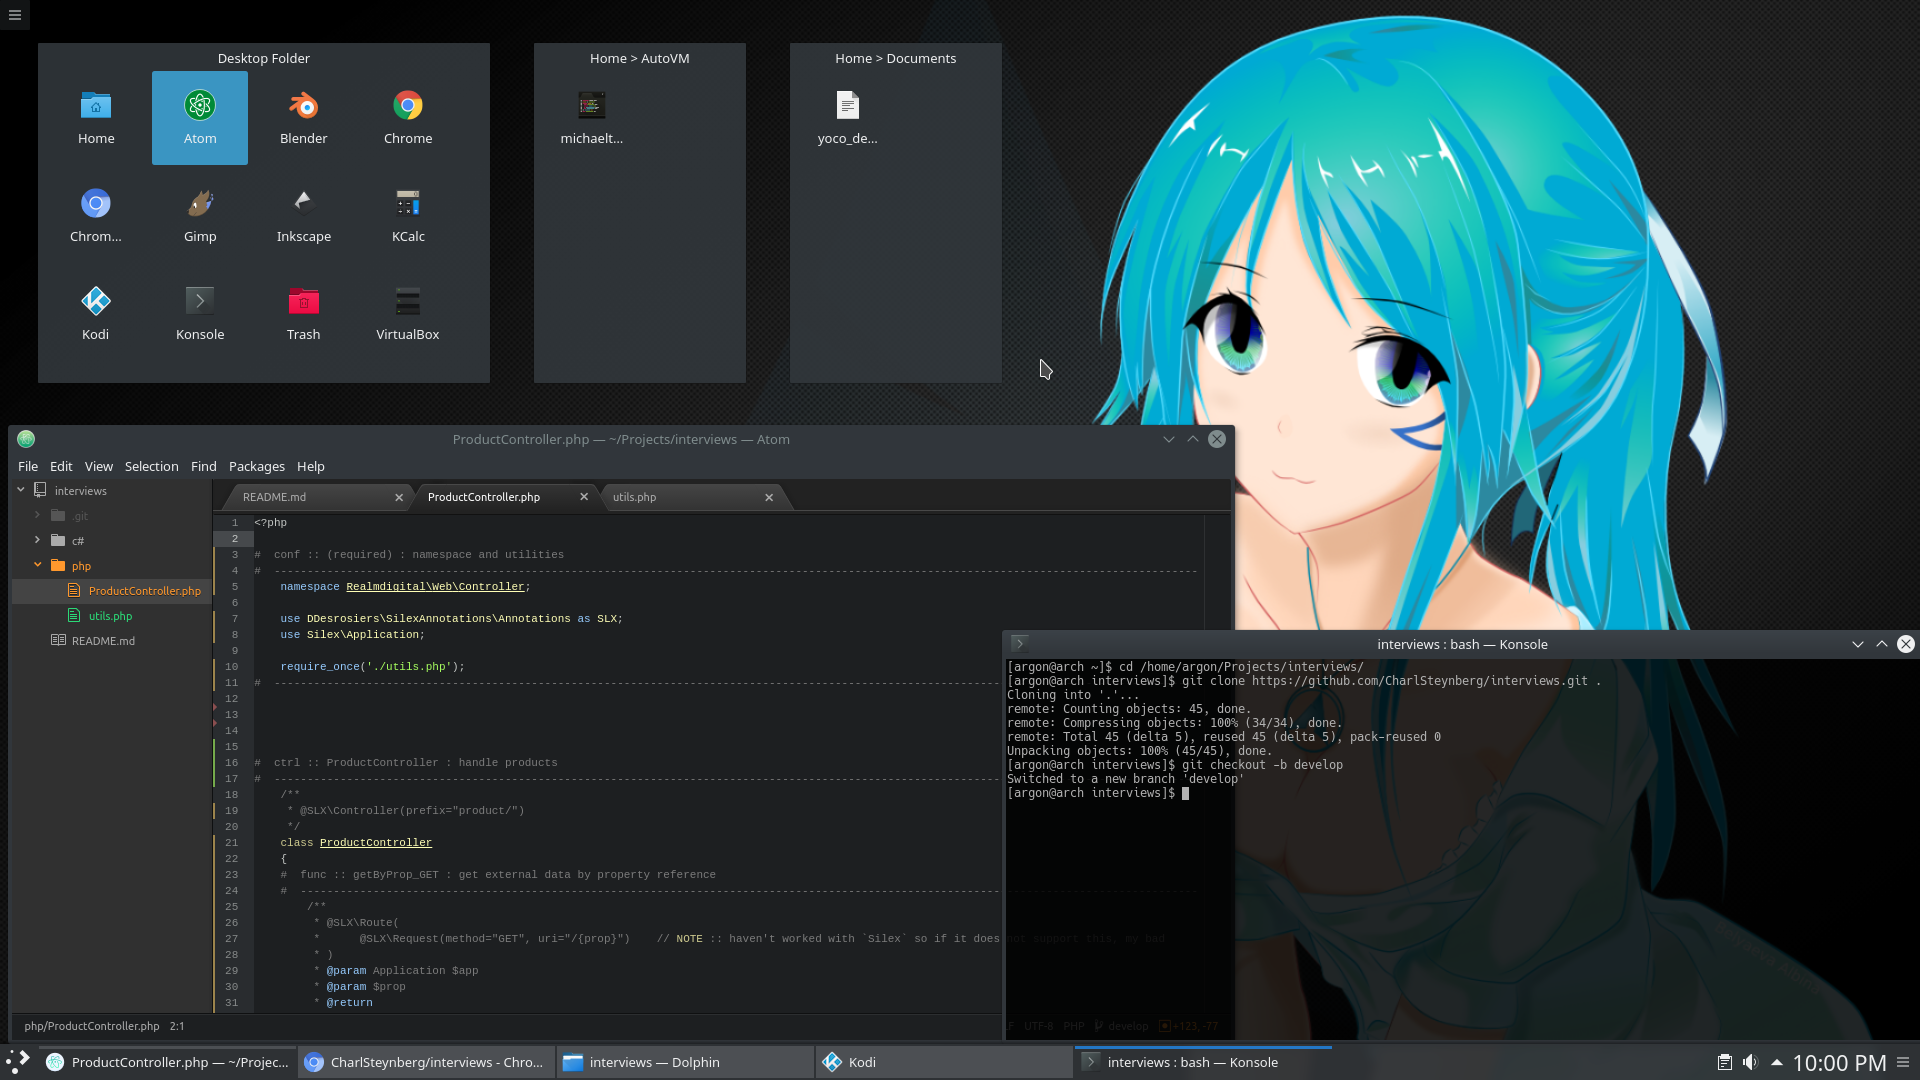 Desktop Folder
Home
Atom
Blender
Chrome
Chrom...
Gimp
Inkscape
KCalc
Kodi
Konsole
Trash
VirtualBox
Home > AutoVM
michaelt...
Home > Documents
yoco_de...
ProductController.php — ~/Projects/interviews — Atom
File Edit View Selection Find Packages Help
interviews
.git
c#
php
ProductController.php
utils.php
README.md
README.md
ProductController.php
utils.php
1 <?php
2
3 # conf :: (required) : namespace and utilities
4 # --------------------------------------------------------------------------------------------------------------------------------------------
5 namespace Realmdigital\Web\Controller;
6
7 use DDesrosiers\SilexAnnotations\Annotations as SLX;
8 use Silex\Application;
9
10 require_once('./utils.php');
11 # --------------------------------------------------------------------------------------------------------------
12
13
14
15
16 # ctrl :: ProductController : handle products
17 # --------------------------------------------------------------------------------------------------------------
18 /**
19 * @SLX\Controller(prefix="product/")
20 */
21 class ProductController
22 {
23 # func :: getByProp_GET : get external data by property reference
24 # ----------------------------------------------------------------------------------------------------------
25 /**
26 * @SLX\Route(
27 * @SLX\Request(method="GET", uri="/{prop}") // NOTE :: haven't worked with `Silex` so if it does not support this, my bad
28 * )
29 * @param Application $app
30 * @param $prop
31 * @return
php/ProductController.php 2:1
UTF-8 PHP develop +123, -77
interviews : bash — Konsole
[argon@arch ~]$ cd /home/argon/Projects/interviews/
[argon@arch interviews]$ git clone https://github.com/CharlSteynberg/interviews.git .
Cloning into '.'...
remote: Counting objects: 45, done.
remote: Compressing objects: 100% (34/34), done.
remote: Total 45 (delta 5), reused 45 (delta 5), pack-reused 0
Unpacking objects: 100% (45/45), done.
[argon@arch interviews]$ git checkout -b develop
Switched to a new branch 'develop'
[argon@arch interviews]$
ProductController.php — ~/Projec...
CharlSteynberg/interviews - Chro...
interviews — Dolphin
Kodi
interviews : bash — Konsole
10:00 PM